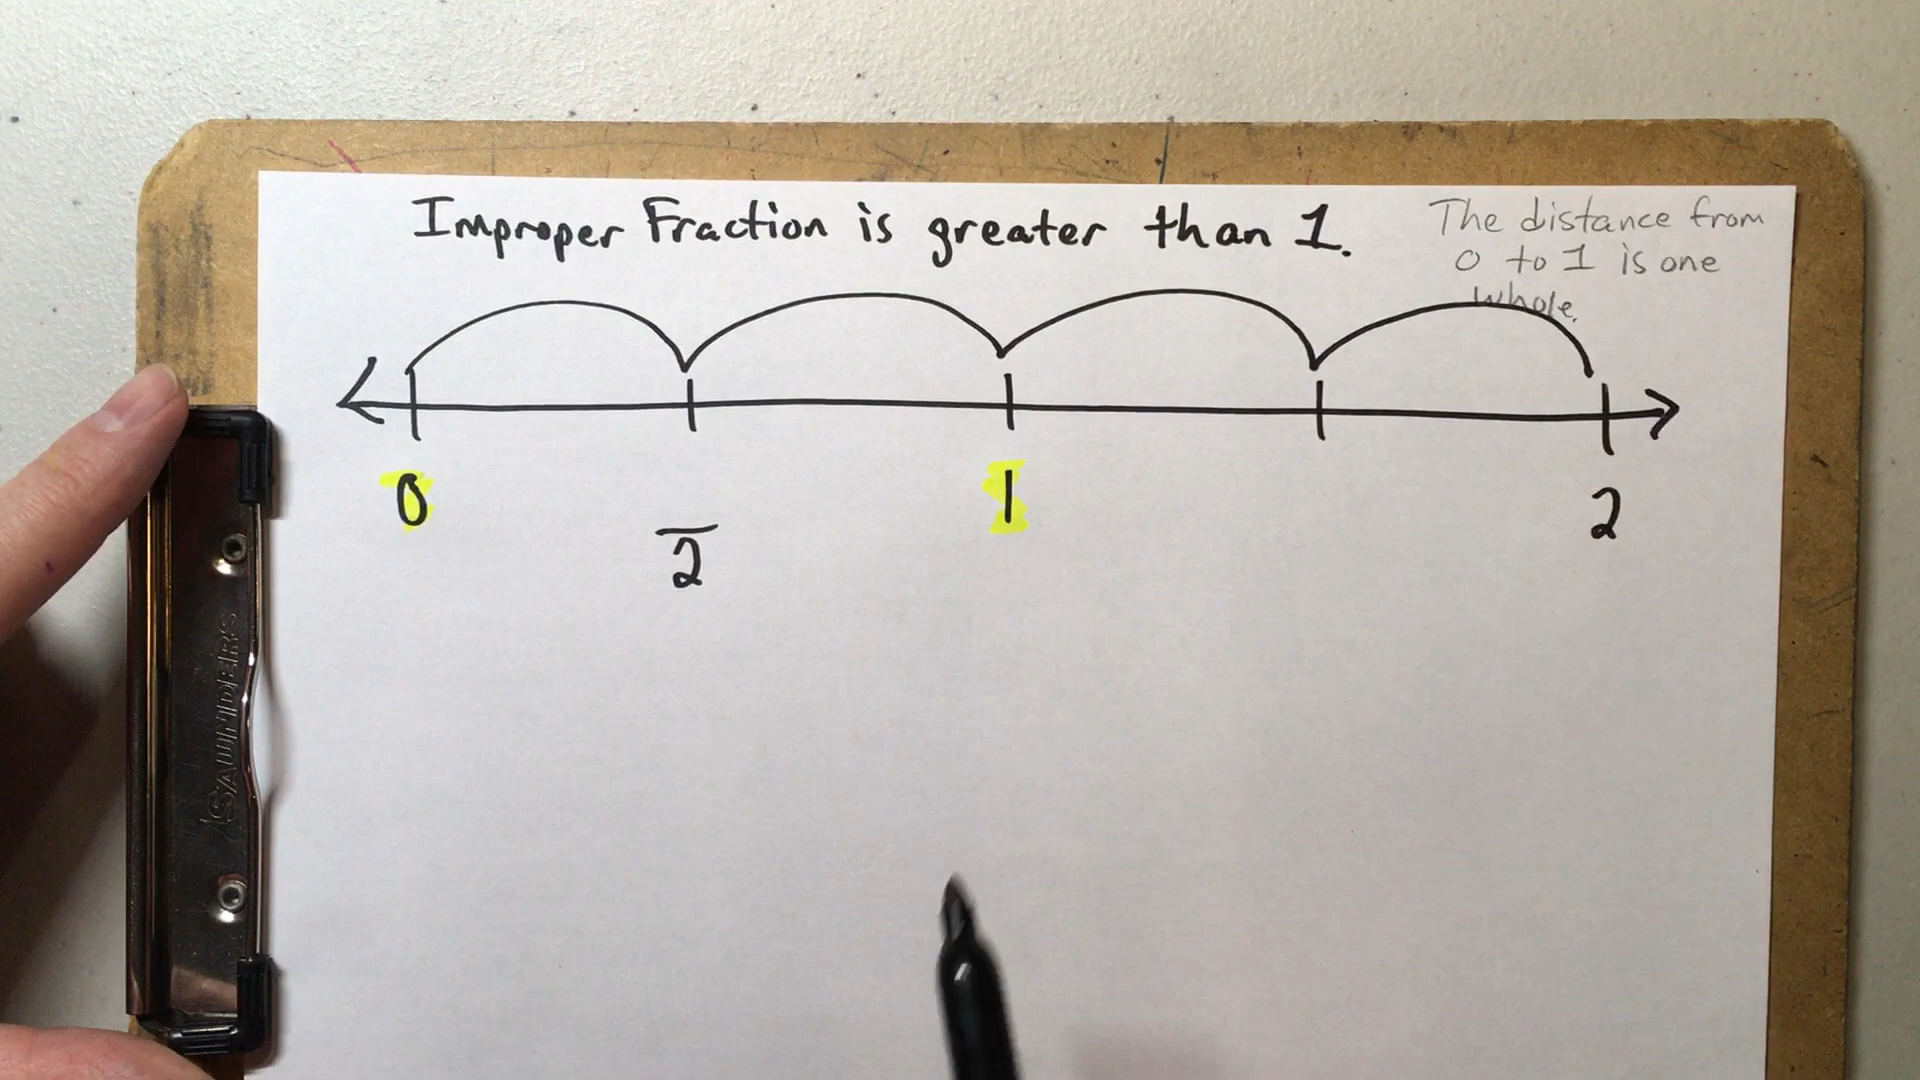 Improper Fraction is greater than 1.
The distance from
0 to 1 is one
whole.
0 1 2
2
SAUNDERS